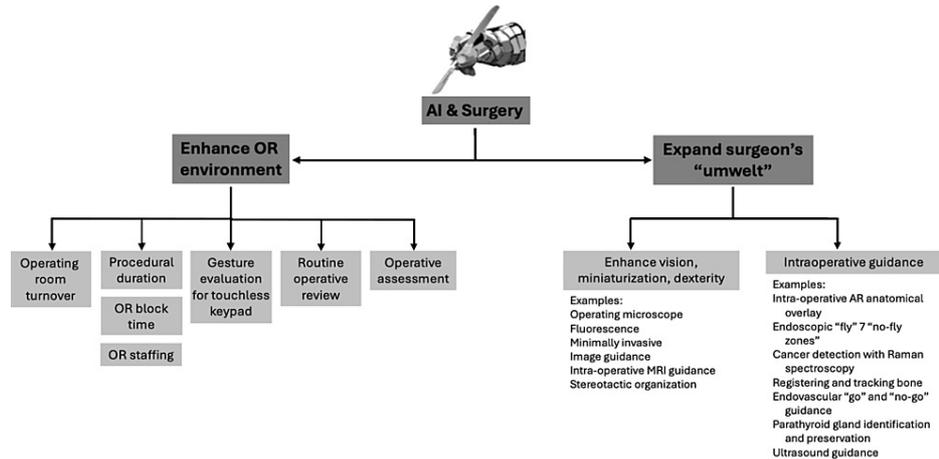 AI & Surgery
Enhance OR
environment
Expand surgeon’s
“umwelt”
Operating
room
turnover
Procedural
duration
OR block
time
OR staffing
Gesture
evaluation
for touchless
keypad
Routine
operative
review
Operative
assessment
Enhance vision,
miniaturization, dexterity
Examples:
Operating microscope
Fluorescence
Minimally invasive
Image guidance
Intra-operative MRI guidance
Stereotactic organization
Intraoperative guidance
Examples:
Intra-operative AR anatomical
overlay
Endoscopic “fly” 7 “no-fly
zones”
Cancer detection with Raman
spectroscopy
Registering and tracking bone
Endovascular “go” and “no-go”
guidance
Parathyroid gland identification
and preservation
Ultrasound guidance